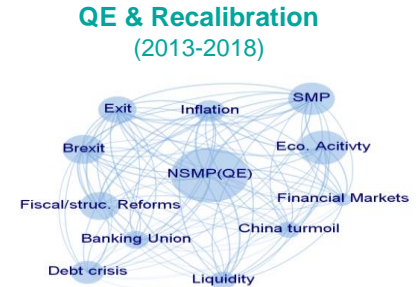 QE & Recalibration
(2013-2018)
SMP
Exit
Inflation
Brexit
Eco. Acitivty
NSMP(QE)
Financial Markets
Fiscal/struc. Reforms
China turmoil
Banking Union
Debt crisis
Liquidity